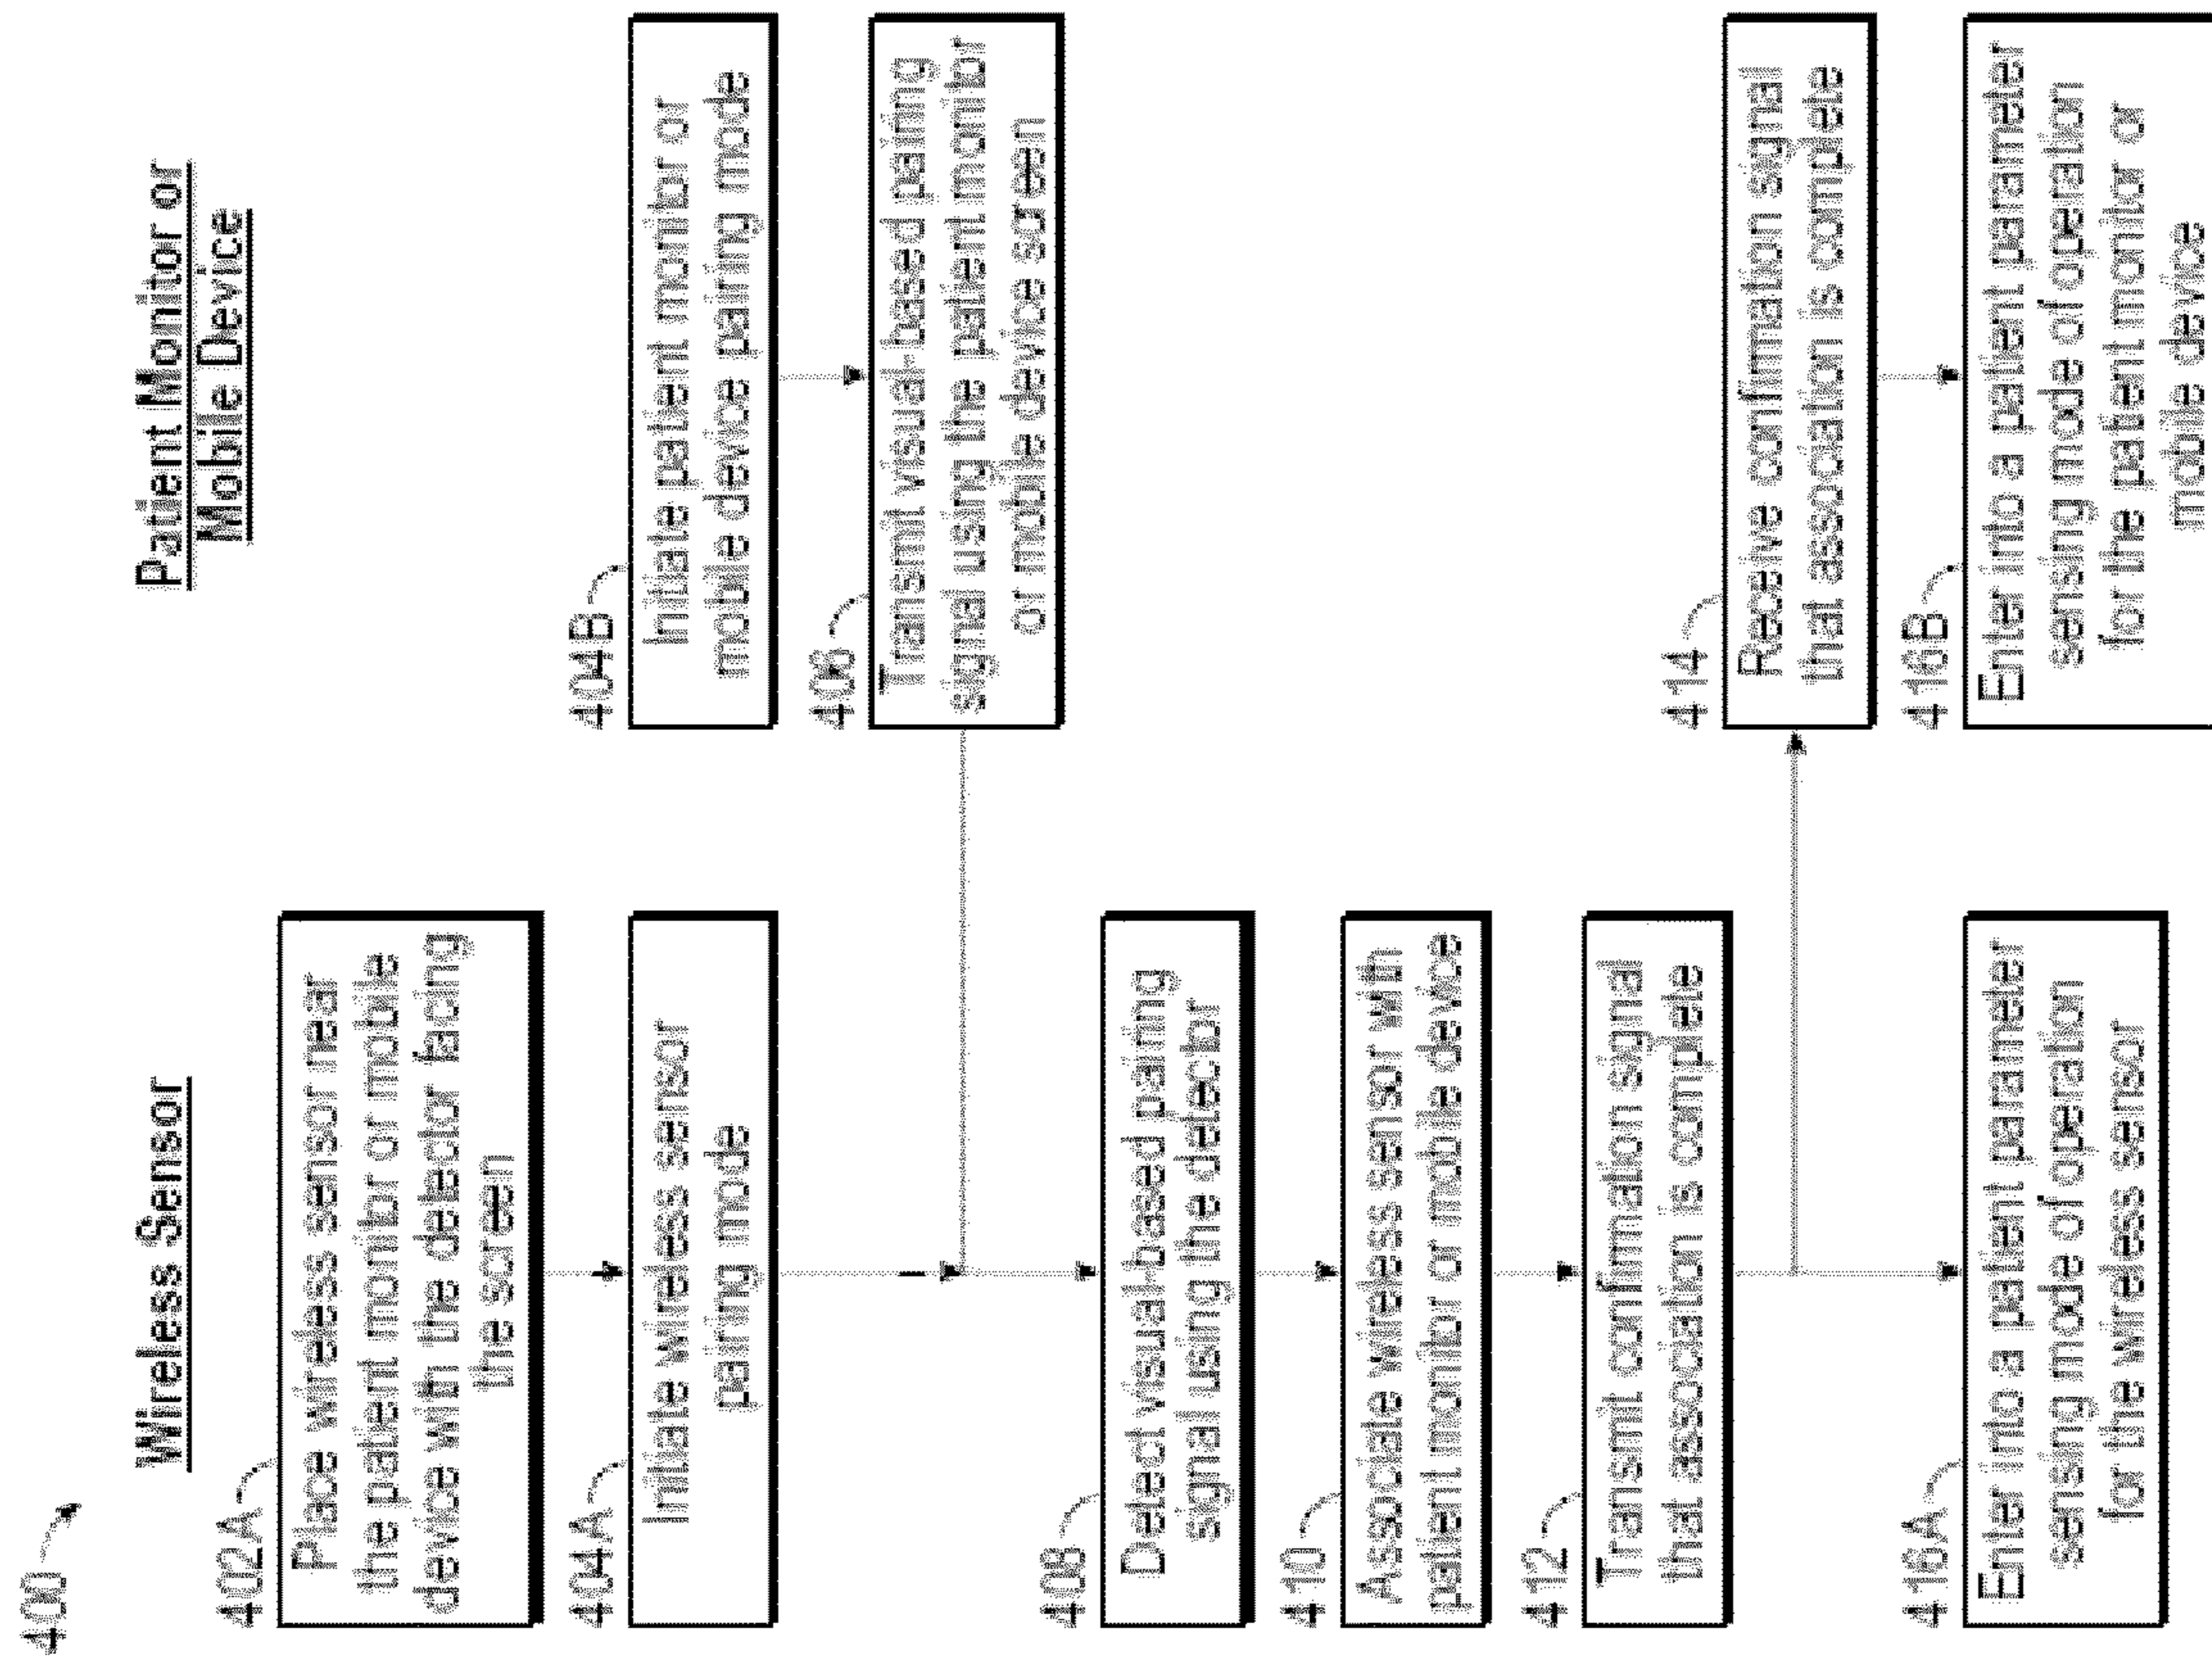 400
Wireless Sensor
Patient Monitor or
Mobile Device
402A
Place wireless sensor near
the patient monitor or mobile
device with the detector facing
the screen
404A
Initiate wireless sensor
pairing mode
404B
Initiate patient monitor or
mobile device pairing mode
406
Transmit visual-based pairing
signal using the patient monitor
or mobile device screen
408
Detect visual-based pairing
signal using the detector
410
Associate wireless sensor with
patient monitor or mobile device
412
Transmit confirmation signal
that association is complete
414
Receive confirmation signal
that association is complete
416A
Enter into a patient parameter
sensing mode of operation
for the wireless sensor
416B
Enter into a patient parameter
sensing mode of operation
for the patient monitor or
mobile device